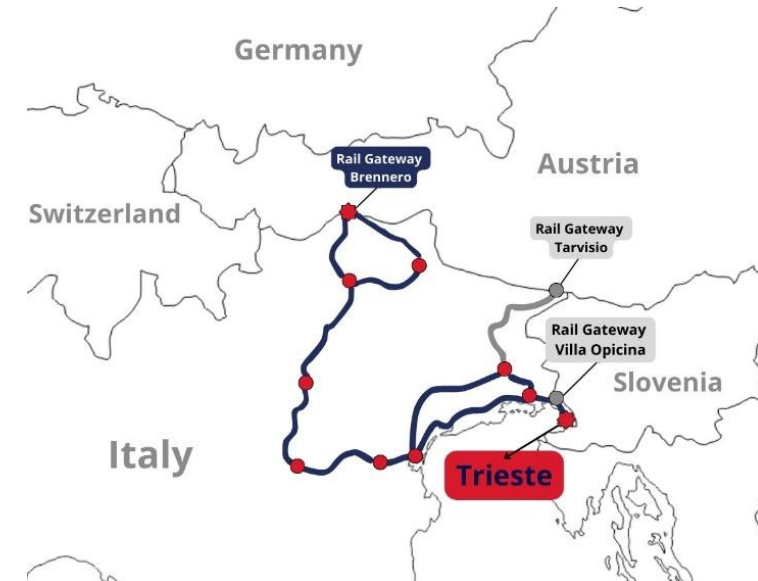 Germany
Rail Gateway
Brennero
Austria
Switzerland
Rail Gateway
Tarvisio
Rail Gateway
Villa Opicina
Slovenia
Italy
Trieste